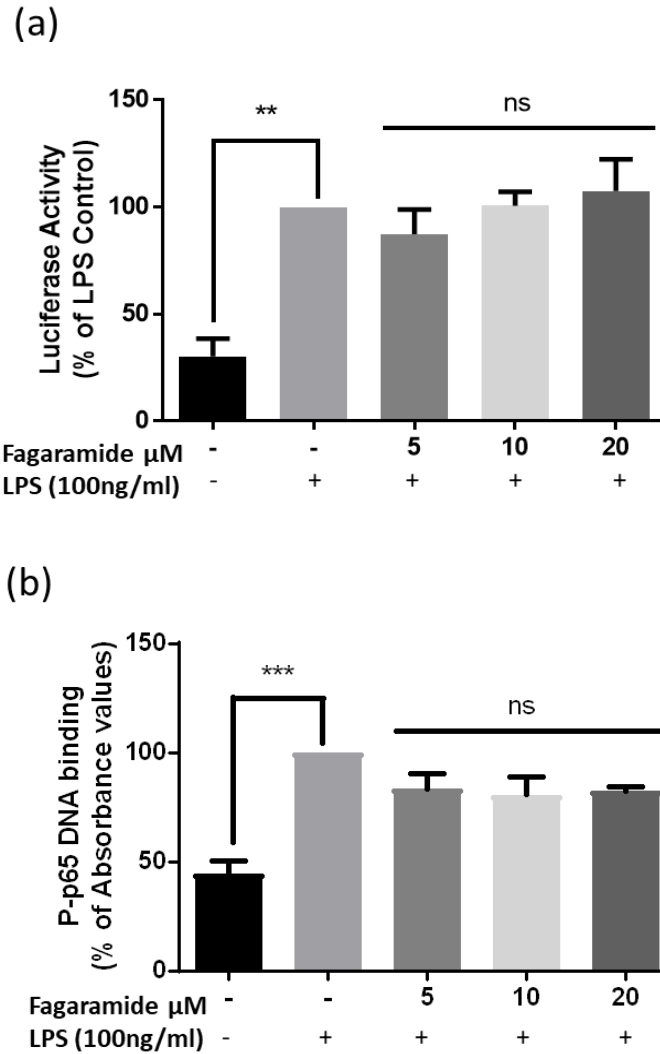 (a)
Luciferase Activity
(% of LPS Control)
150
100
50
0
**
ns
Fagaramide µM - - 5 10 20
LPS (100ng/ml) - + + + +
(b)
P-p65 DNA binding
(% of Absorbance values)
150
100
50
0
***
ns
Fagaramide µM - - 5 10 20
LPS (100ng/ml) - + + + +